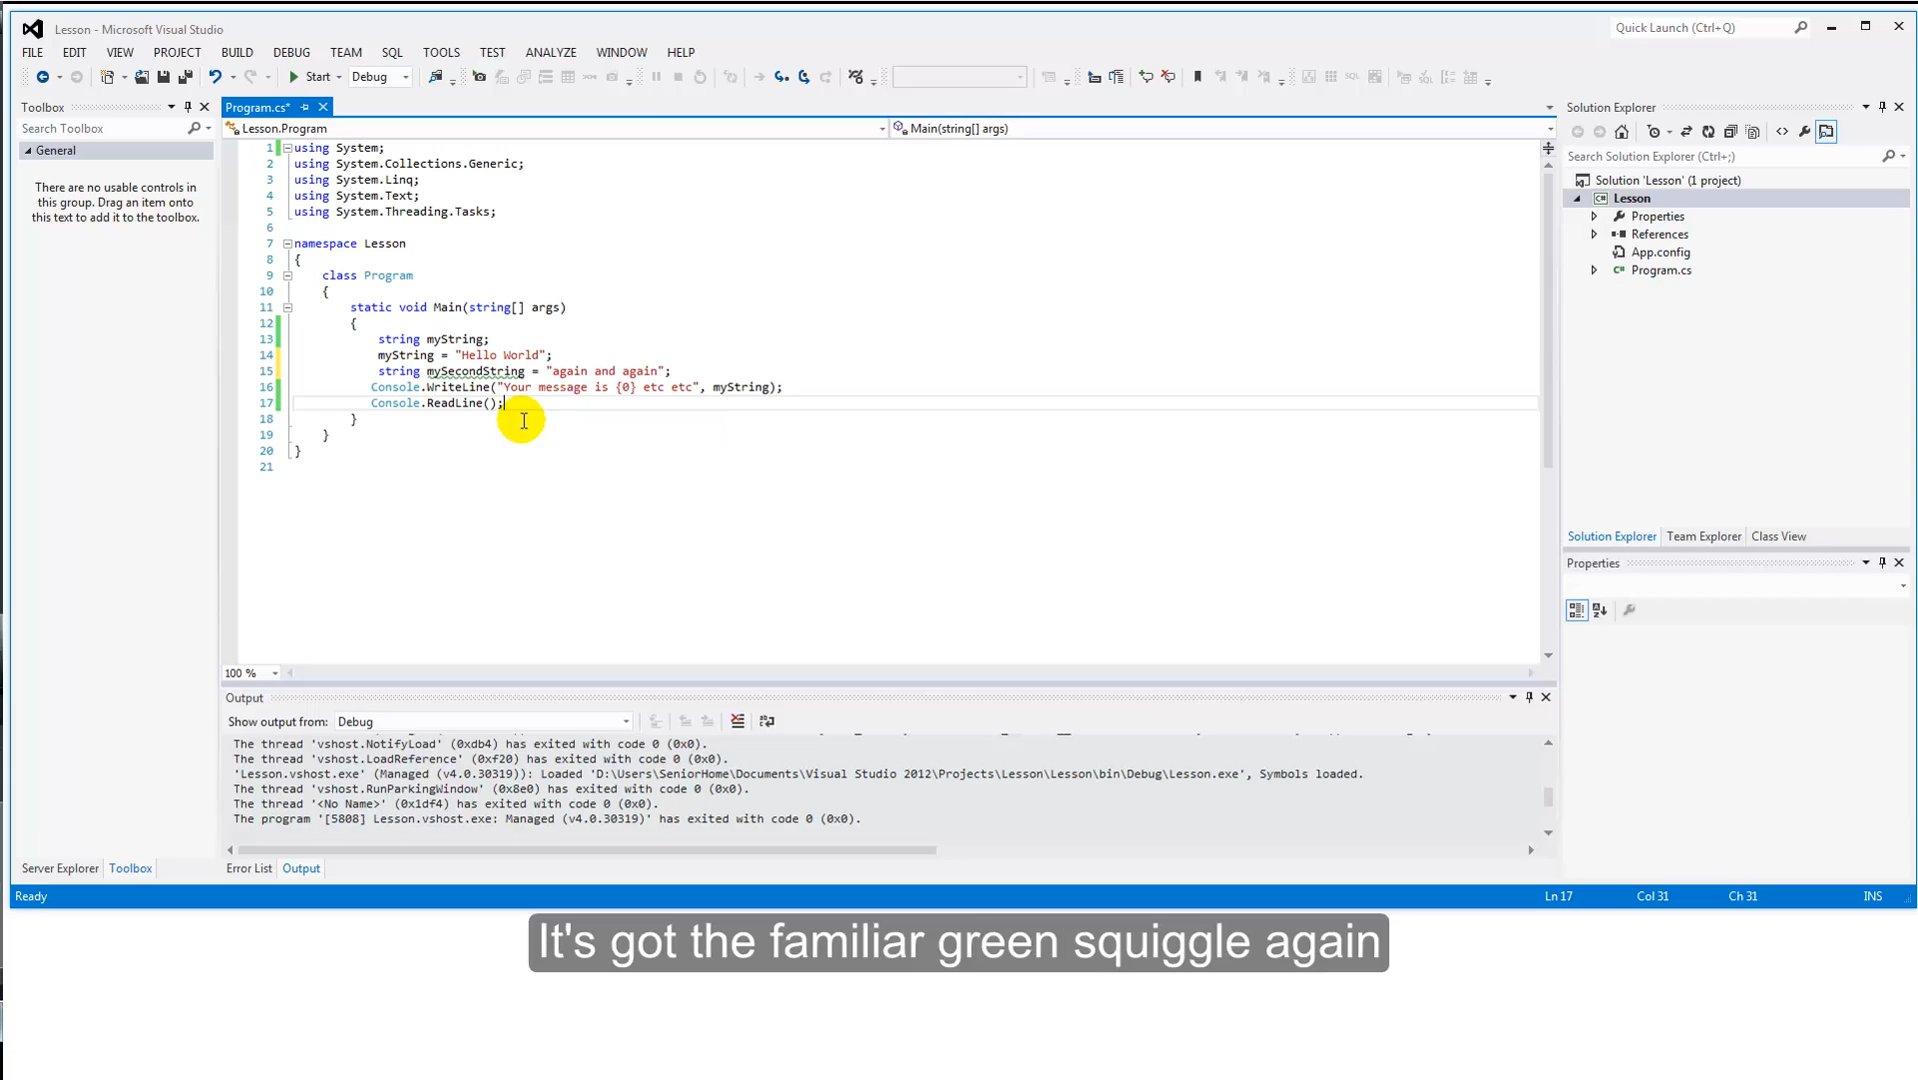 Lesson - Microsoft Visual Studio
Quick Launch (Ctrl+Q)
FILE EDIT VIEW PROJECT BUILD DEBUG TEAM SQL TOOLS TEST ANALYZE WINDOW HELP
Start Debug
Toolbox
Search Toolbox
General
There are no usable controls in
this group. Drag an item onto
this text to add it to the toolbox.
Program.cs*
Lesson.Program
Main(string[] args)
1 using System;
2 using System.Collections.Generic;
3 using System.Linq;
4 using System.Text;
5 using System.Threading.Tasks;
6
7 namespace Lesson
8 {
9 class Program
10 {
11 static void Main(string[] args)
12 {
13 string myString;
14 myString = "Hello World";
15 string mySecondString = "again and again";
16 Console.WriteLine("Your message is {0} etc etc", myString);
17 Console.ReadLine();
18 }
19 }
20 }
21
100 %
Solution Explorer
Search Solution Explorer (Ctrl+;)
Solution 'Lesson' (1 project)
Lesson
Properties
References
App.config
Program.cs
Solution Explorer Team Explorer Class View
Properties
Output
Show output from: Debug
The thread 'vshost.NotifyLoad' (0xdb4) has exited with code 0 (0x0).
The thread 'vshost.LoadReference' (0xf20) has exited with code 0 (0x0).
'Lesson.vshost.exe' (Managed (v4.0.30319)): Loaded 'D:\Users\SeniorHome\Documents\Visual Studio 2012\Projects\Lesson\Lesson\bin\Debug\Lesson.exe', Symbols loaded.
The thread 'vshost.RunParkingWindow' (0x8e0) has exited with code 0 (0x0).
The thread '<No Name>' (0x1df4) has exited with code 0 (0x0).
The program '[5808] Lesson.vshost.exe: Managed (v4.0.30319)' has exited with code 0 (0x0).
Server Explorer Toolbox
Error List Output
Ready
Ln 17 Col 31 Ch 31 INS
It's got the familiar green squiggle again